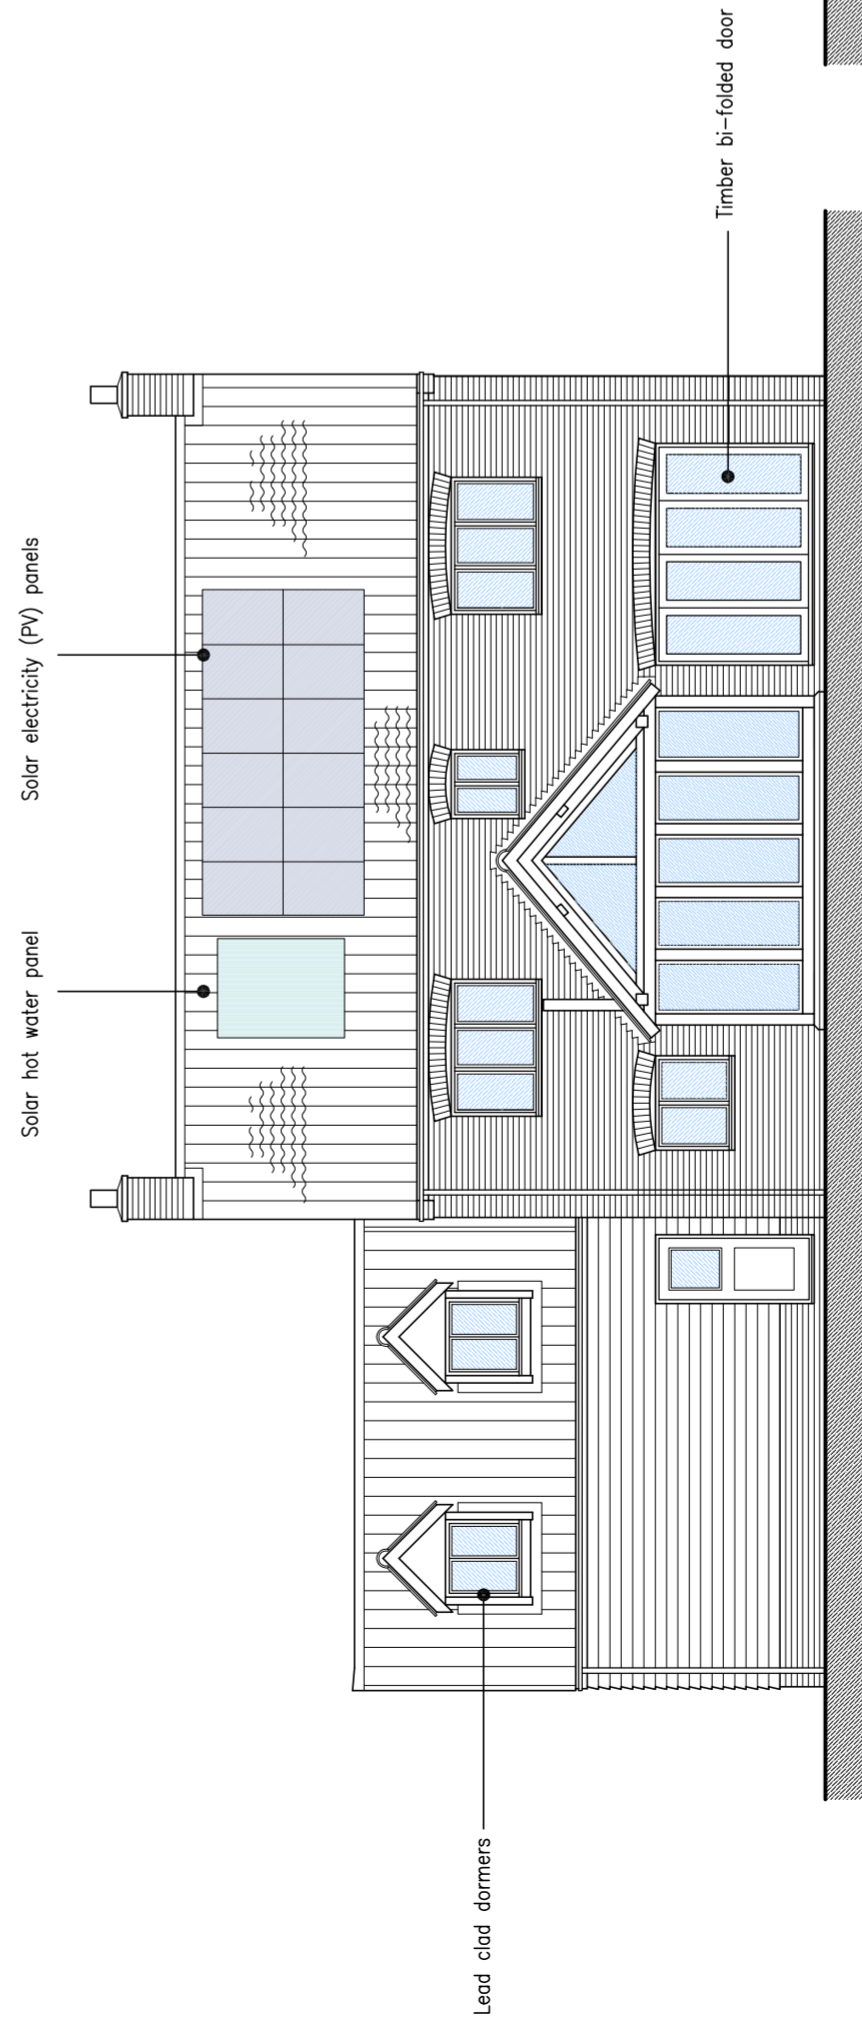 Solar hot water panel
Solar electricity (PV) panels
Lead clad dormers
Timber bi-folded door